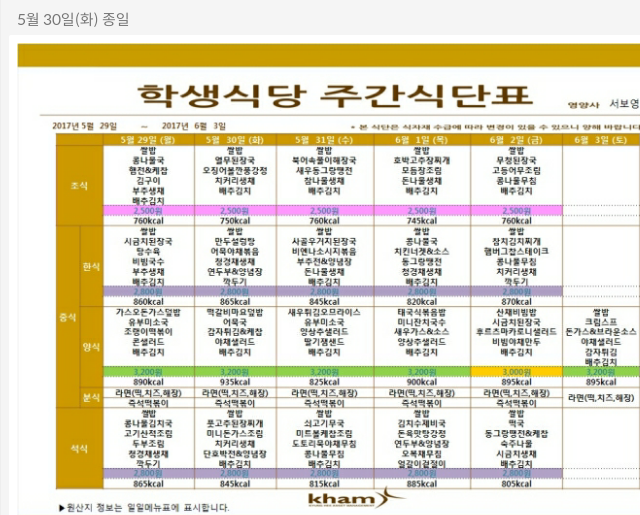 5월 30일(화) 종일
학생식당 주간식단표
영양사 서보영
2017년 5월 29일 ~ 2017년 6월 3일
* 본 식단은 식자재 수급에 따라 변경이 있을 수 있으니 양해 바랍니다
5월 29일 (월) 5월 30일 (화) 5월 31일 (수) 6월 1일 (목) 6월 2일 (금) 6월 3일 (토)
조식
쌀밥 쌀밥 쌀밥 쌀밥 쌀밥
콩나물국 열무된장국 북어속풀이해장국 호박고추장찌개 무청된장국
햄전&케찹 오징어깐풍강정 새우동그랑땡전 모듬장조림 고등어무조림
김구이 치커리생채 참나물생채 돈나물생채 콩나물무침
부추생채 배추김치 배추김치 배추김치 배추김치
배추김치
2,500원 2,500원 2,500원 2,500원 2,500원
760kcal 750kcal 760kcal 745kcal 760kcal
중식
한식
쌀밥 쌀밥 쌀밥 쌀밥 쌀밥
시금치된장국 만두설렁탕 사골우거지된장국 콩나물국 참치김치찌개
탕수육 어묵야채볶음 비엔나소시지볶음 치킨너겟&소스 햄버그찹스테이크
비빔국수 청경채생채 부추전&양념장 동그랑땡전 콩나물무침
부추생채 연두부&양념장 돈나물생채 청경채생채 치커리생채
배추김치 깍두기 배추김치 배추김치 깍두기
2,800원 2,800원 2,800원 2,800원 2,800원
860kcal 865kcal 845kcal 820kcal 870kcal
양식
가스오돈가스덮밥 떡갈비마요덮밥 새우튀김오므라이스 태국식볶음밥 산채비빔밥 쌀밥
유부미소국 어묵국 유부미소국 미니잔치국수 시금치된장국 크림스프
조랭이떡볶이 감자튀김&케찹 양상추샐러드 새우가스&소스 후르츠마카로니샐러드 돈가스&브라운소스
콘샐러드 야채샐러드 딸기잼샌드 양상추샐러드 비빔야채만두 야채샐러드
배추김치 배추김치 배추김치 배추김치 배추김치 감자튀김
배추김치
3,200원 3,200원 3,200원 3,200원 3,000원 3,200원
890kcal 935kcal 825kcal 900kcal 895kcal 895kcal
분식
라면(떡,치즈,해장) 라면(떡,치즈,해장) 라면(떡,치즈,해장) 라면(떡,치즈,해장) 라면(떡,치즈,해장) 라면(떡,치즈,해장)
즉석떡볶이 즉석떡볶이 즉석떡볶이 즉석떡볶이 즉석떡볶이
석식
쌀밥 쌀밥 쌀밥 쌀밥 쌀밥
콩나물김치국 풋고추된장찌개 쇠고기무국 김치수제비국 떡국
고기산적조림 미니돈가스조림 미트볼케찹조림 돈육맛탕강정 동그랑땡전&케찹
두부조림 치커리생채 도토리묵야채무침 연두부&양념장 숙주나물
청경채생채 단호박전&양념장 콩나물무침 오복채무침 시금치생채
깍두기 배추김치 배추김치 얼갈이겉절이 배추김치
2,800원 2,800원 2,800원 2,800원 2,800원
865kcal 845kcal 815kcal 885kcal 805kcal
▶원산지 정보는 일일메뉴표에 표시합니다.
kham